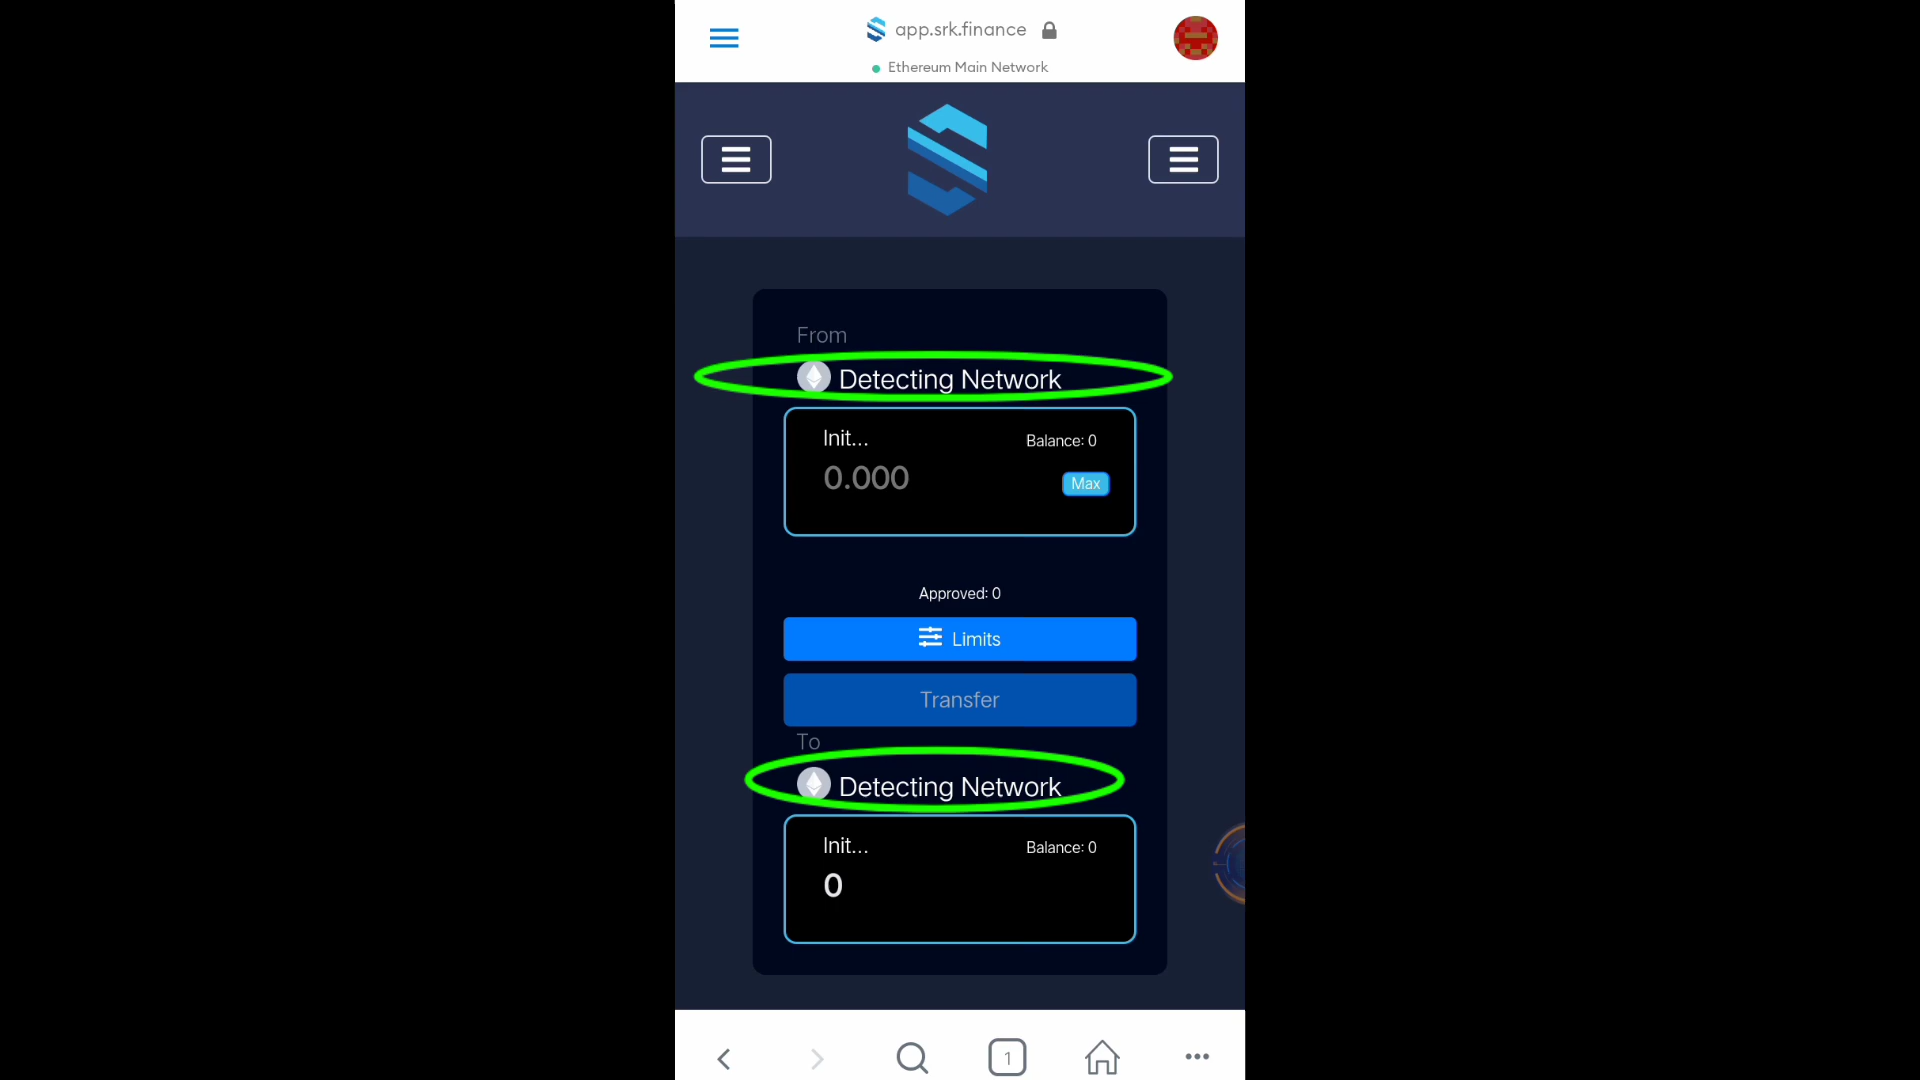 app.srk.finance
Ethereum Main Network
From
Detecting Network
Init...
Balance: 0
0.000
Max
Approved: 0
Limits
Transfer
To
Detecting Network
Init...
Balance: 0
0
1